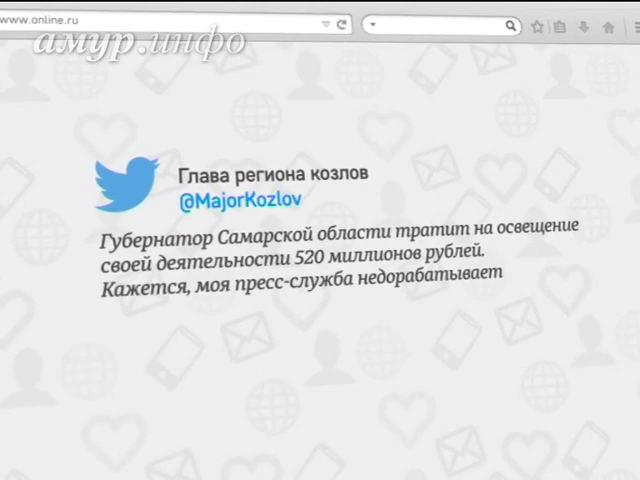 www.online.ru
амур.инфо
Глава региона козлов
@MajorKozlov
Губернатор Самарской области тратит на освещение
своей деятельности 520 миллионов рублей.
Кажется, моя пресс-служба недорабатывает